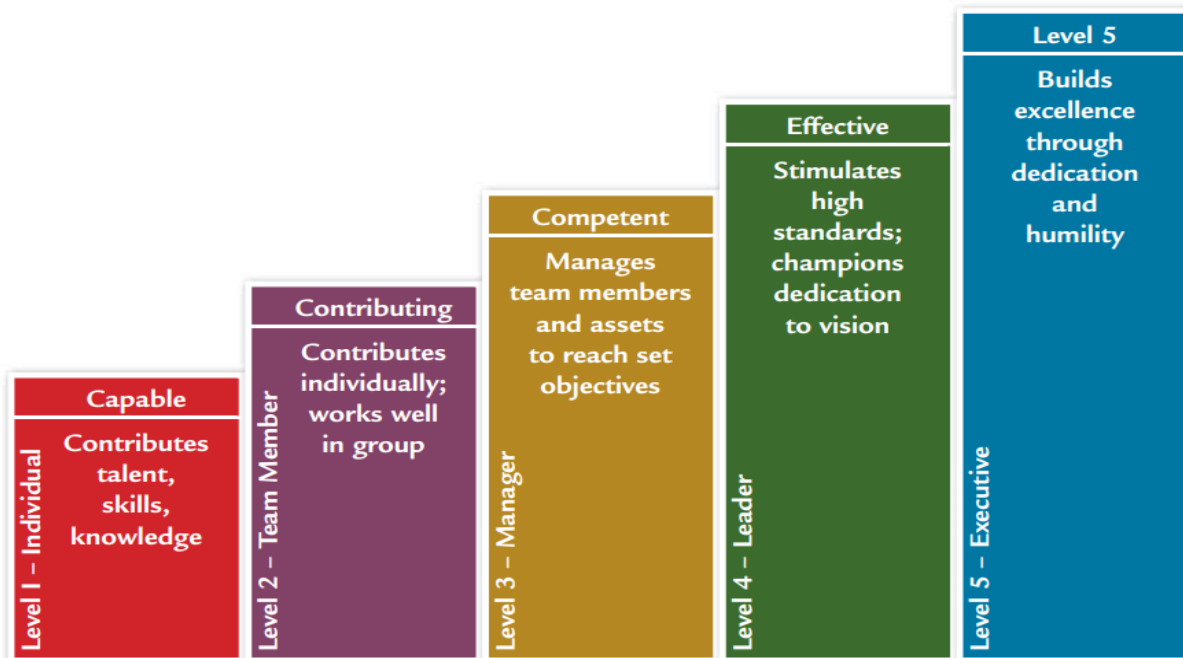 Capable
Contributes
talent,
skills,
knowledge
Level 1 – Individual
Contributing
Contributes
individually;
works well
in group
Level 2 – Team Member
Competent
Manages
team members
and assets
to reach set
objectives
Level 3 – Manager
Effective
Stimulates
high
standards;
champions
dedication
to vision
Level 4 – Leader
Level 5
Builds
excellence
through
dedication
and
humility
Level 5 – Executive